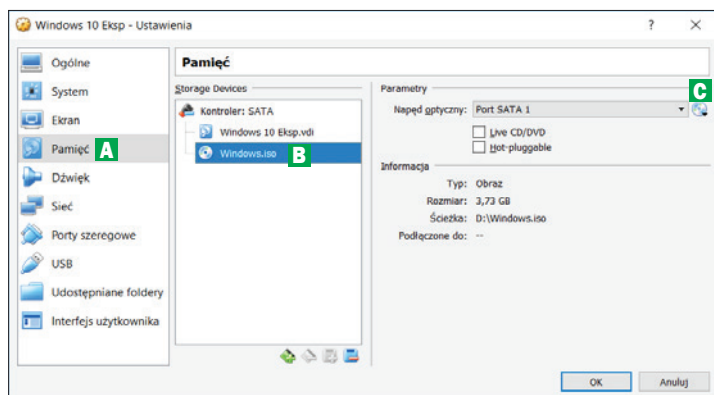 Windows 10 Eksp - Ustawienia ? ×
Ogólne
System
Ekran
Pamięć A
Dźwięk
Sieć
Porty szeregowe
USB
Udostępniane foldery
Interfejs użytkownika
Pamięć
Storage Devices
Kontroler: SATA
Windows 10 Eksp.vdi
Windows.iso B
Parametry
C
Napęd optyczny: Port SATA 1
Live CD/DVD
Hot-pluggable
Informacja
Typ: Obraz
Rozmiar: 3,73 GB
Ścieżka: D:\Windows.iso
Podłączone do: --
OK
Anuluj